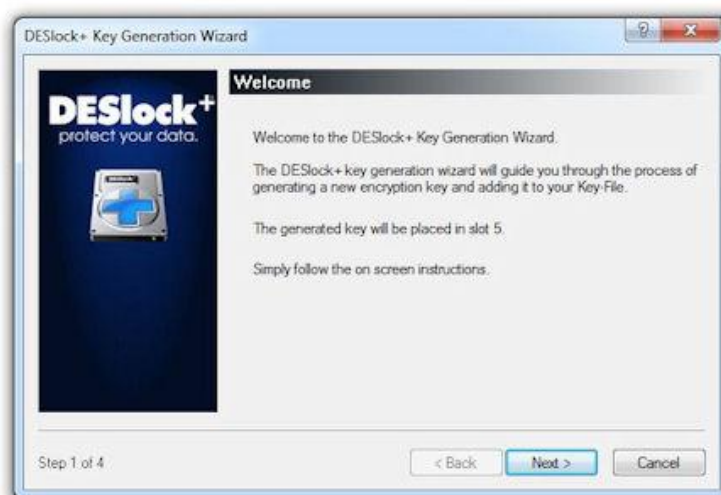 DESlock+ Key Generation Wizard
DESlock+
protect your data.
Welcome
Welcome to the DESlock+ Key Generation Wizard.
The DESlock+ key generation wizard will guide you through the process of
generating a new encryption key and adding it to your Key-File.
The generated key will be placed in slot 5.
Simply follow the on screen instructions.
Step 1 of 4
< Back
Next >
Cancel